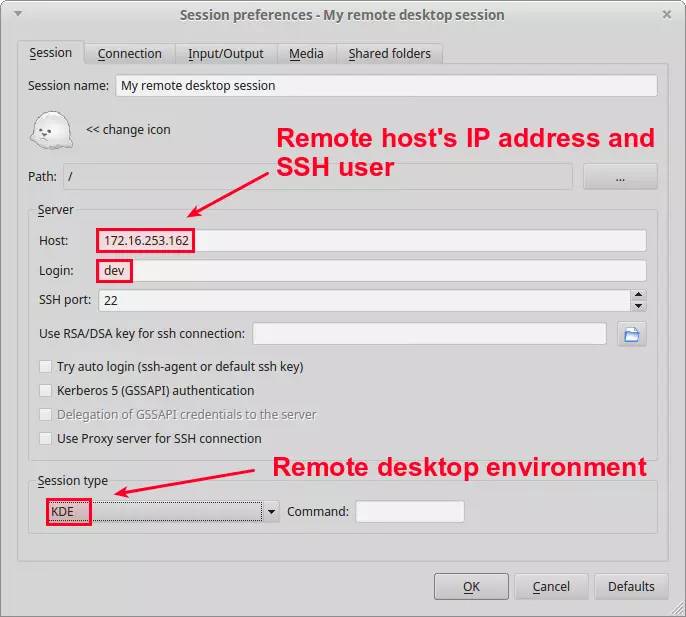 Session preferences - My remote desktop session
Session Connection Input/Output Media Shared folders
Session name: My remote desktop session
<< change icon
Remote host's IP address and
SSH user
Path: / ...
Server
Host: 172.16.253.162
Login: dev
SSH port: 22
Use RSA/DSA key for ssh connection:
Try auto login (ssh-agent or default ssh key)
Kerberos 5 (GSSAPI) authentication
Delegation of GSSAPI credentials to the server
Use Proxy server for SSH connection
Remote desktop environment
Session type
KDE Command:
OK Cancel Defaults